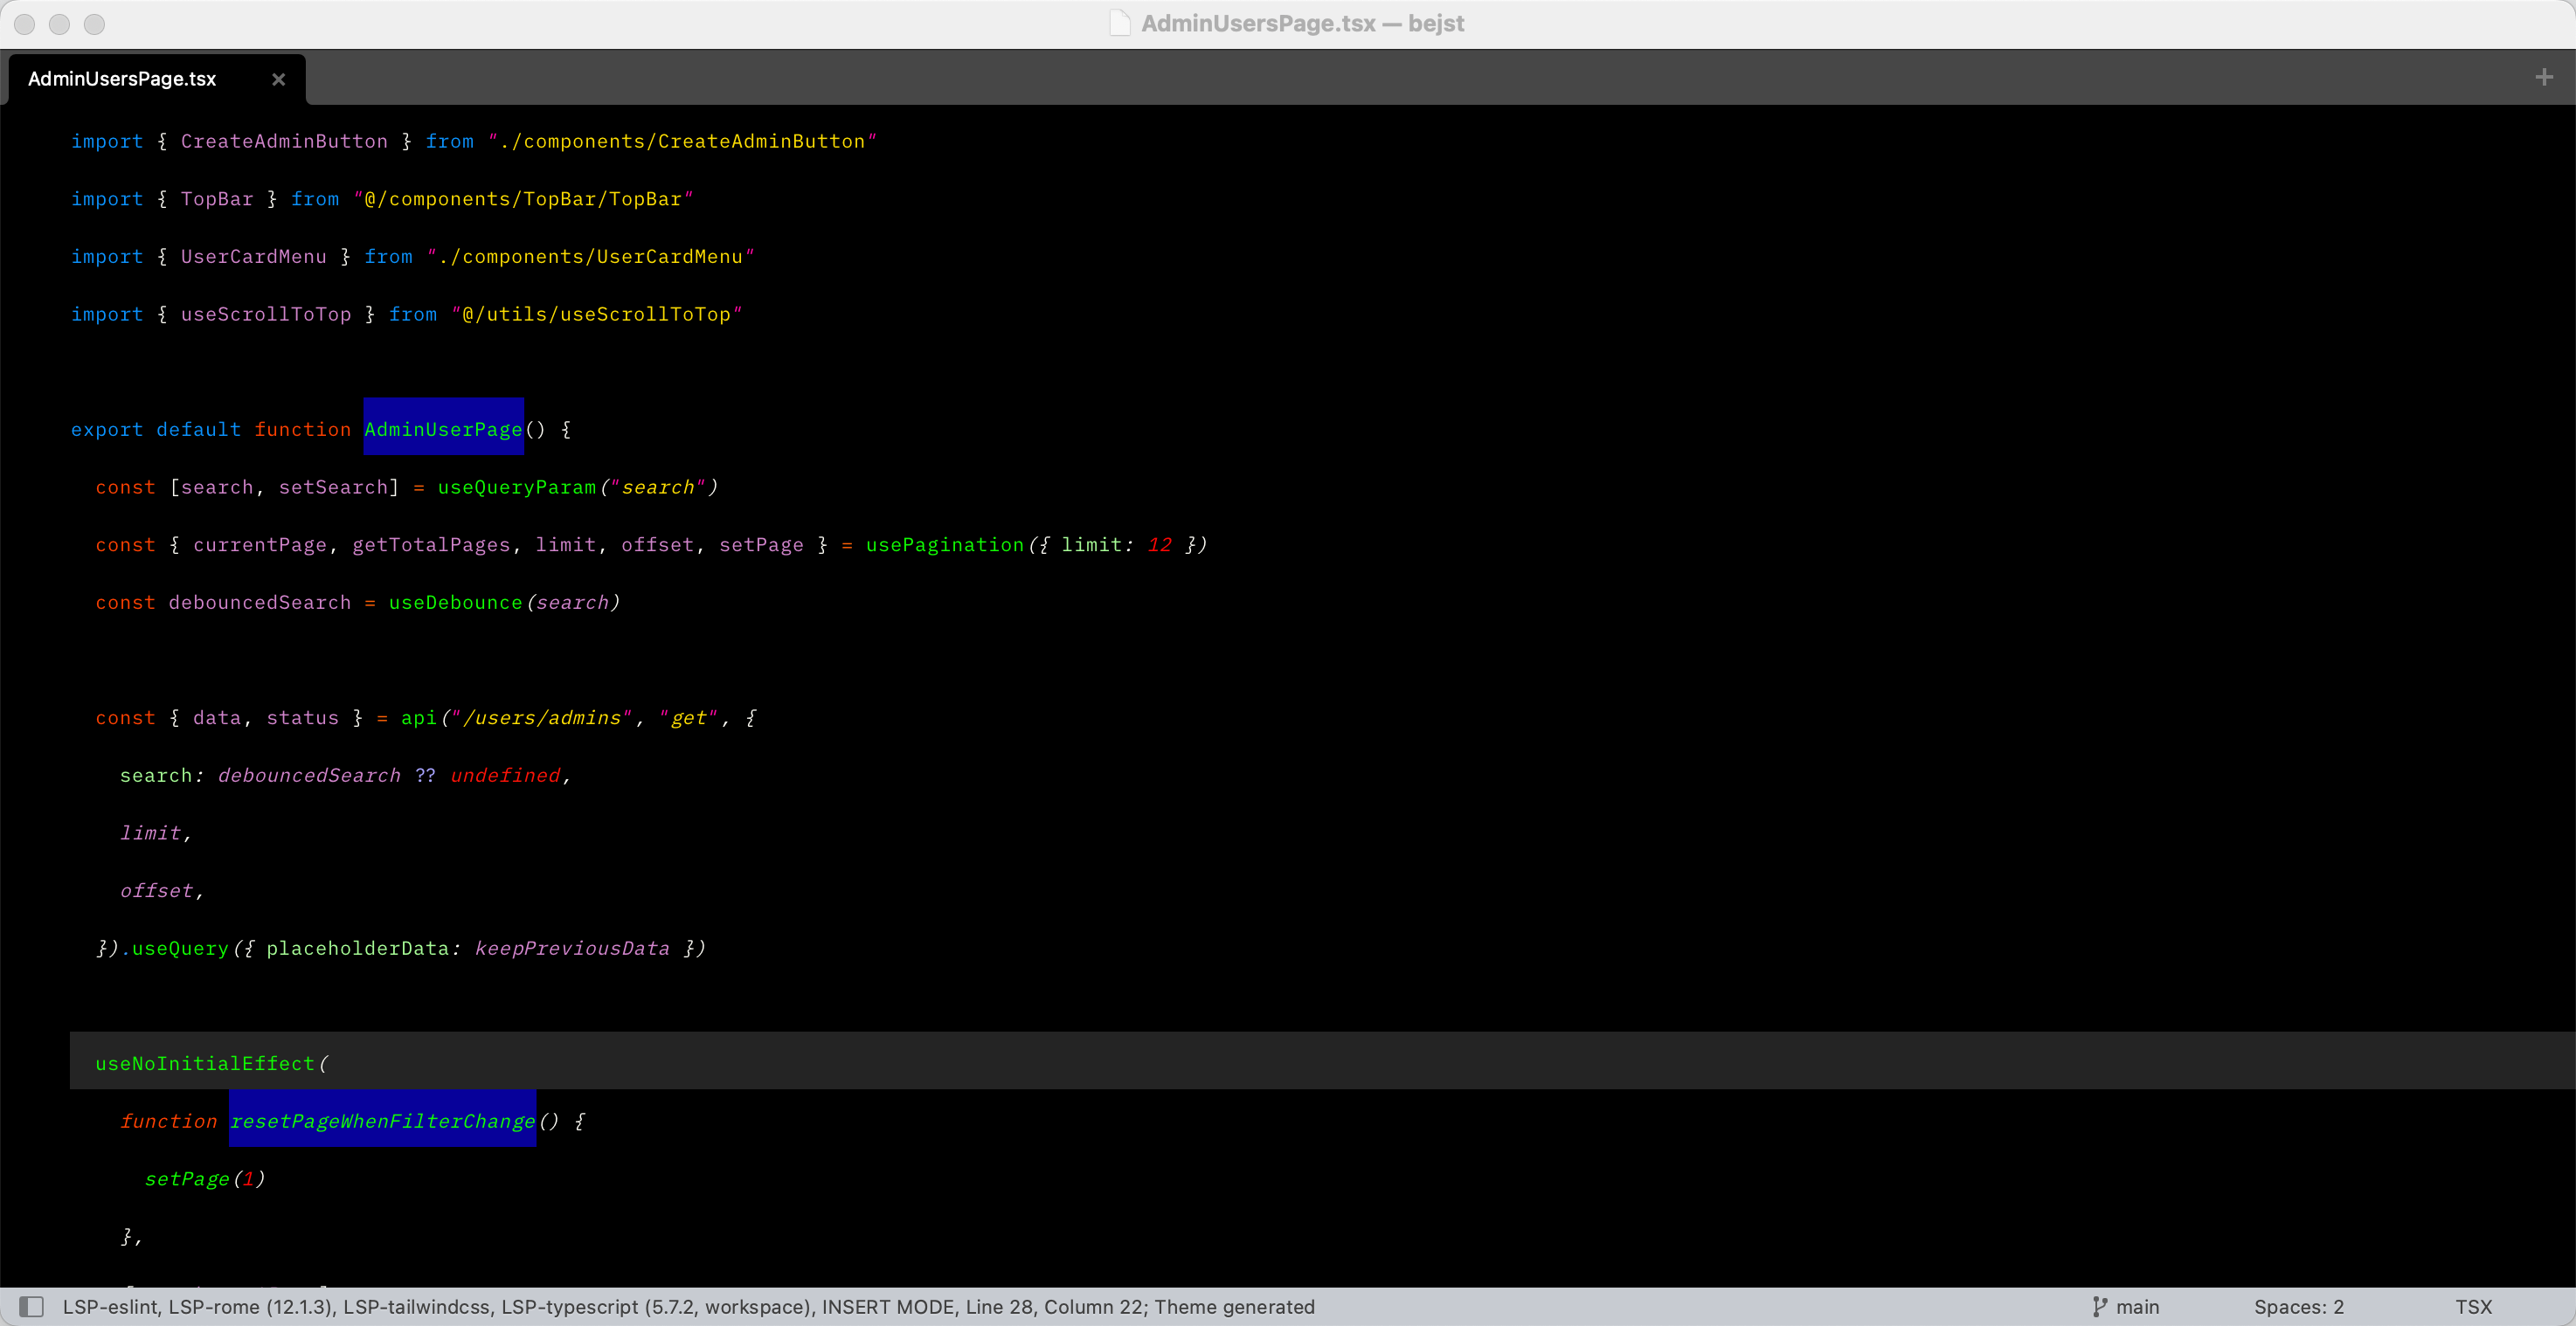 AdminUsersPage.tsx — bejst
AdminUsersPage.tsx
import { CreateAdminButton } from "./components/CreateAdminButton"
import { TopBar } from "@/components/TopBar/TopBar"
import { UserCardMenu } from "./components/UserCardMenu"
import { useScrollToTop } from "@/utils/useScrollToTop"
export default function AdminUserPage() {
const [search, setSearch] = useQueryParam("search")
const { currentPage, getTotalPages, limit, offset, setPage } = usePagination({ limit: 12 })
const debouncedSearch = useDebounce(search)
const { data, status } = api("/users/admins", "get", {
search: debouncedSearch ?? undefined,
limit,
offset,
}).useQuery({ placeholderData: keepPreviousData })
useNoInitialEffect(
function resetPageWhenFilterChange() {
setPage(1)
},
LSP-eslint, LSP-rome (12.1.3), LSP-tailwindcss, LSP-typescript (5.7.2, workspace), INSERT MODE, Line 28, Column 22; Theme generated main Spaces: 2 TSX